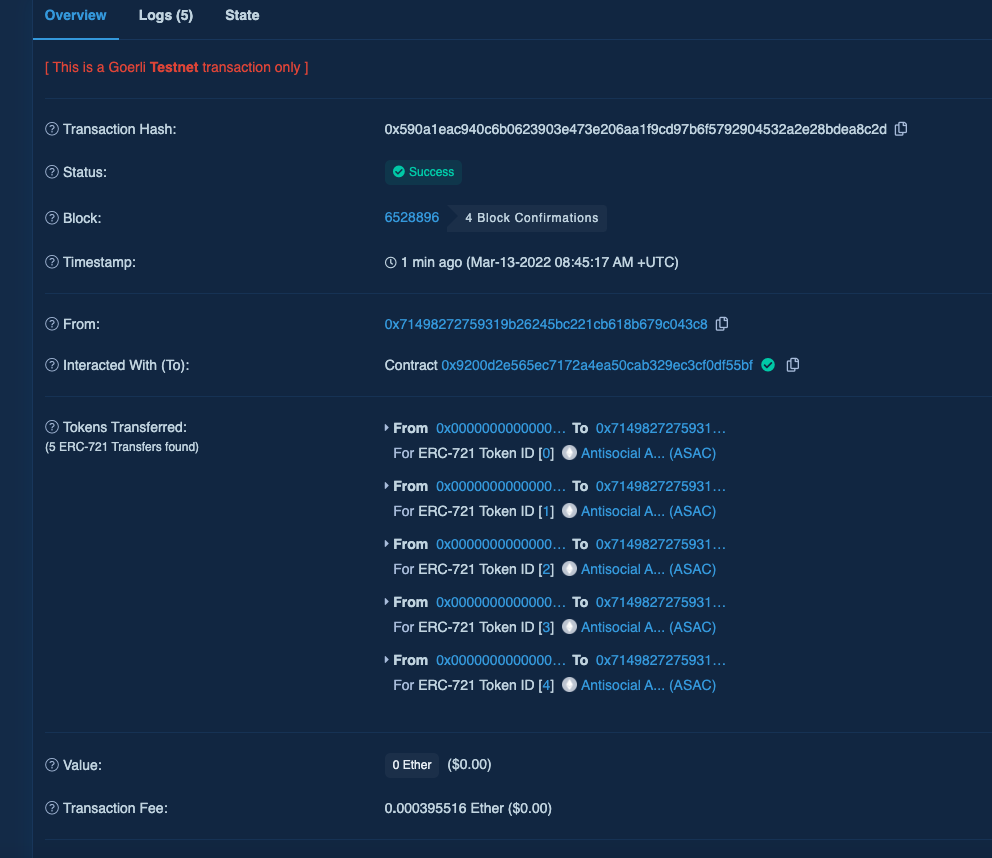 Overview Logs (5) State
[ This is a Goerli Testnet transaction only ]
Transaction Hash: 0x590a1eac940c6b0623903e473e206aa1f9cd97b6f5792904532a2e28bdea8c2d
Status: Success
Block: 6528896 4 Block Confirmations
Timestamp: 1 min ago (Mar-13-2022 08:45:17 AM +UTC)
From: 0x71498272759319b26245bc221cb618b679c043c8
Interacted With (To): Contract 0x9200d2e565ec7172a4ea50cab329ec3cf0df55bf
Tokens Transferred: From 0x0000000000000... To 0x7149827275931...
(5 ERC-721 Transfers found) For ERC-721 Token ID [0] Antisocial A... (ASAC)
From 0x0000000000000... To 0x7149827275931...
For ERC-721 Token ID [1] Antisocial A... (ASAC)
From 0x0000000000000... To 0x7149827275931...
For ERC-721 Token ID [2] Antisocial A... (ASAC)
From 0x0000000000000... To 0x7149827275931...
For ERC-721 Token ID [3] Antisocial A... (ASAC)
From 0x0000000000000... To 0x7149827275931...
For ERC-721 Token ID [4] Antisocial A... (ASAC)
Value: 0 Ether ($0.00)
Transaction Fee: 0.000395516 Ether ($0.00)